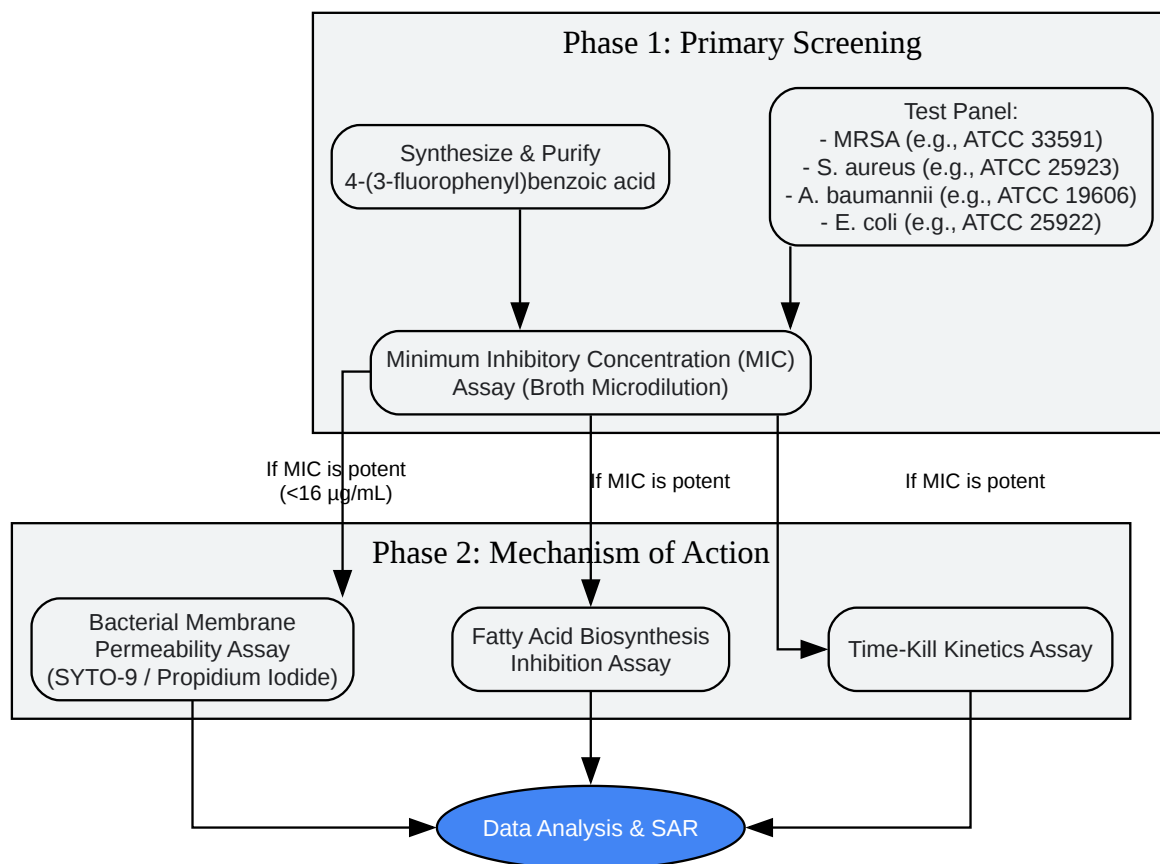 Phase 1: Primary Screening
Synthesize & Purify
4-(3-fluorophenyl)benzoic acid
Test Panel:
- MRSA (e.g., ATCC 33591)
- S. aureus (e.g., ATCC 25923)
- A. baumannii (e.g., ATCC 19606)
- E. coli (e.g., ATCC 25922)
Minimum Inhibitory Concentration (MIC)
Assay (Broth Microdilution)
If MIC is potent
(<16 µg/mL)
If MIC is potent
If MIC is potent
Phase 2: Mechanism of Action
Bacterial Membrane
Permeability Assay
(SYTO-9 / Propidium Iodide)
Fatty Acid Biosynthesis
Inhibition Assay
Time-Kill Kinetics Assay
Data Analysis & SAR